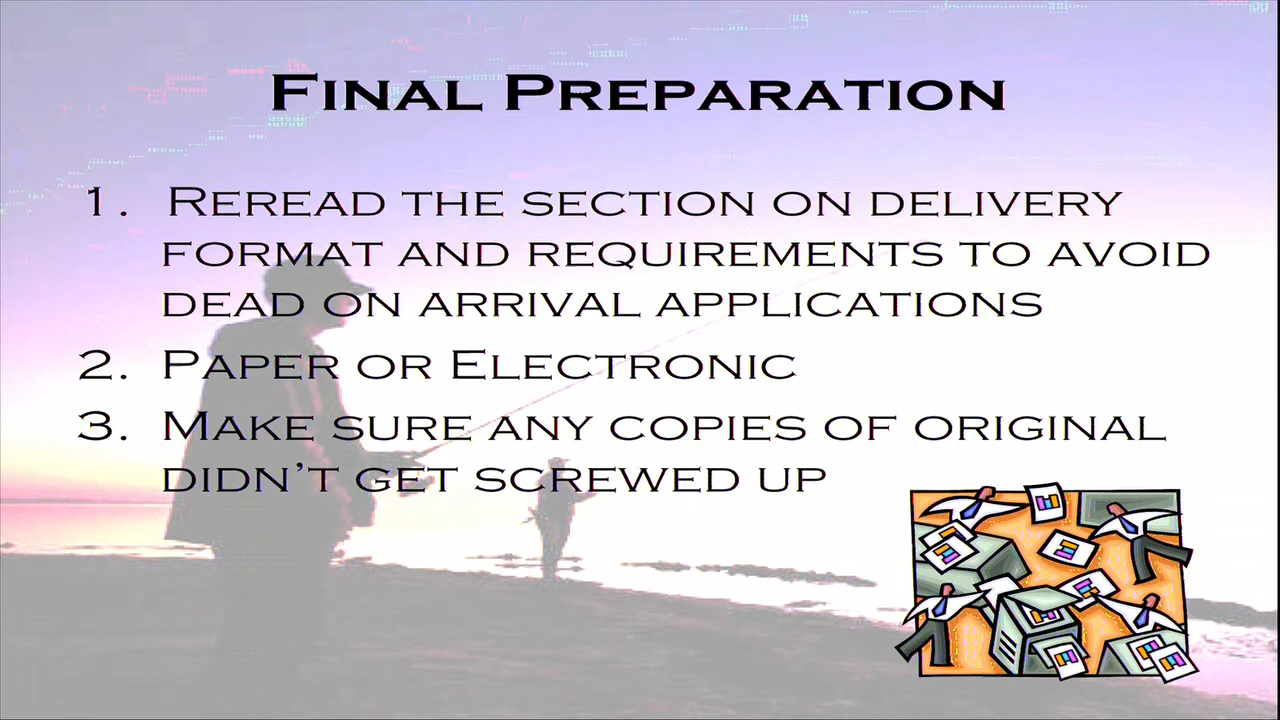 FINAL PREPARATION
1. REREAD THE SECTION ON DELIVERY
FORMAT AND REQUIREMENTS TO AVOID
DEAD ON ARRIVAL APPLICATIONS
2. PAPER OR ELECTRONIC
3. MAKE SURE ANY COPIES OF ORIGINAL
DIDN'T GET SCREWED UP